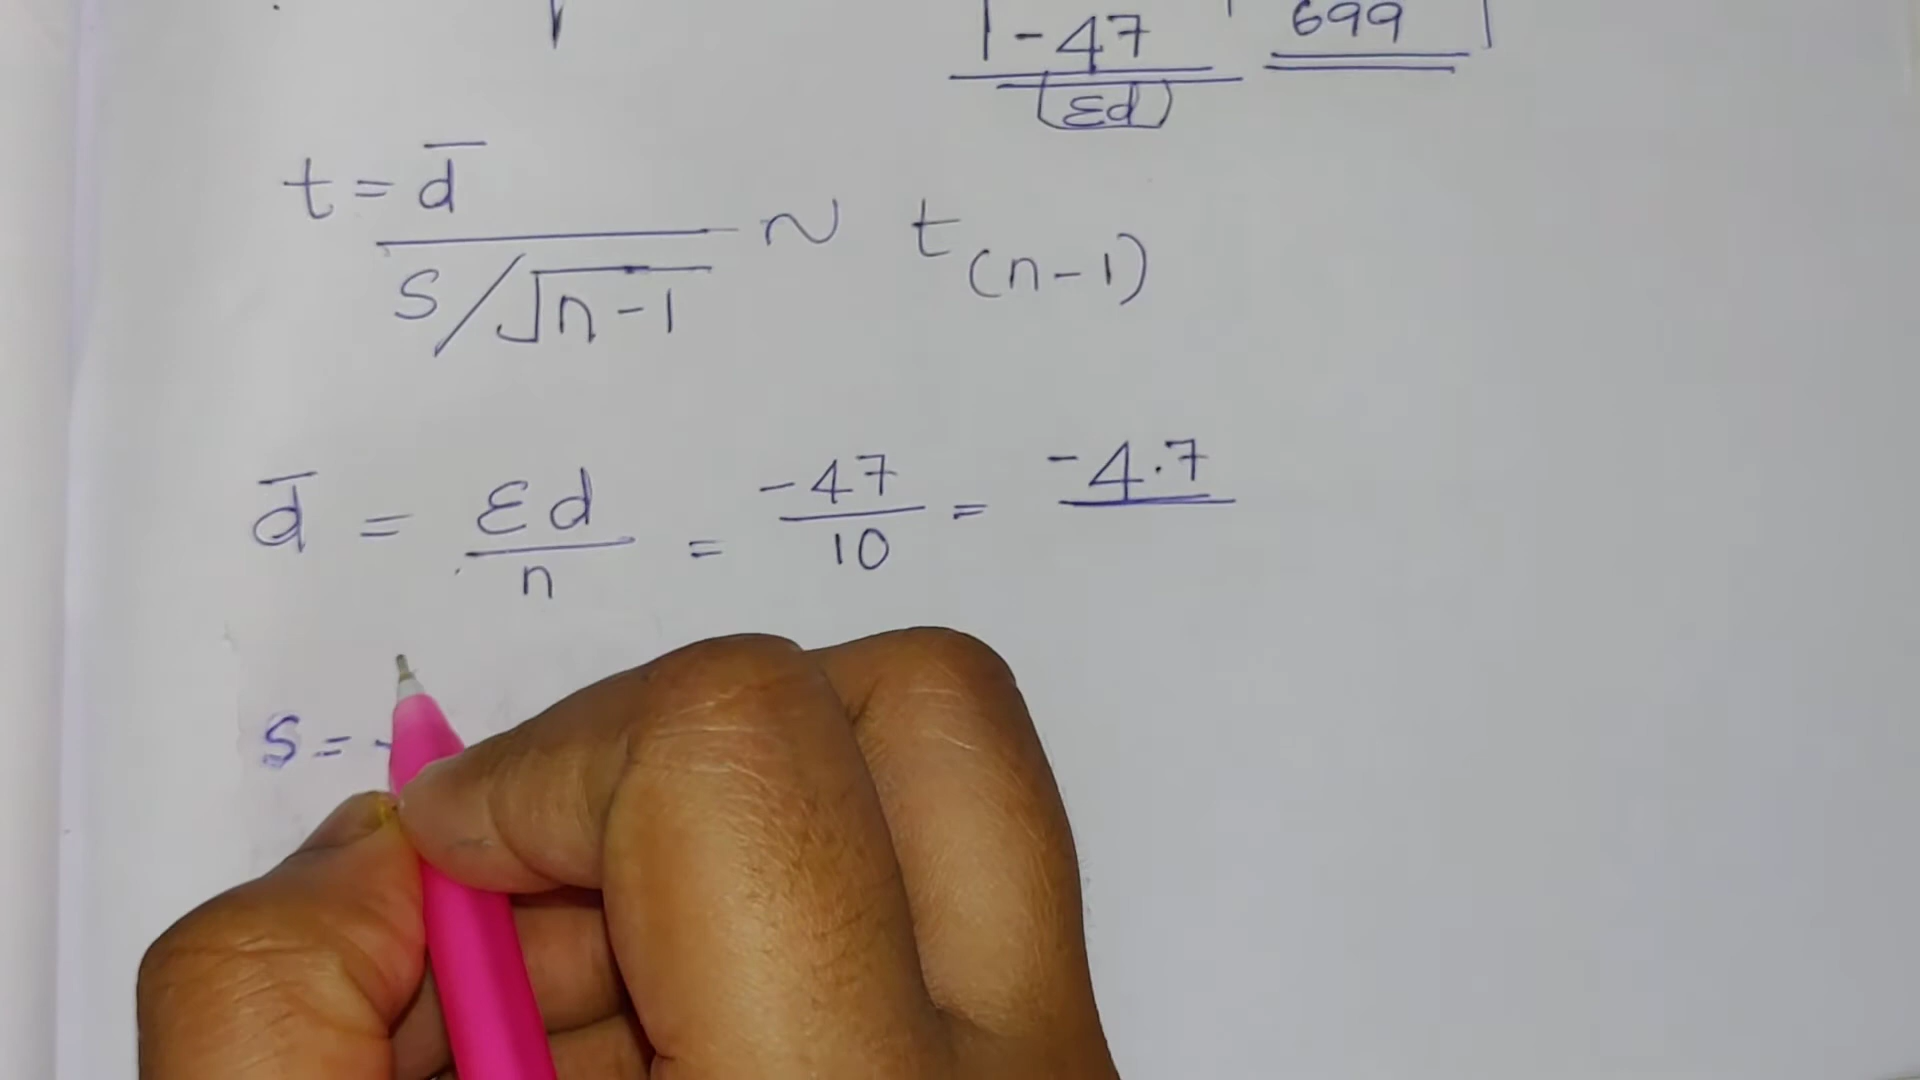 -47 699
(Σd)
t = d̅ / S/√n-1 ~ t(n-1)
d̅ = Σd / n = -47 / 10 = -4.7
S =